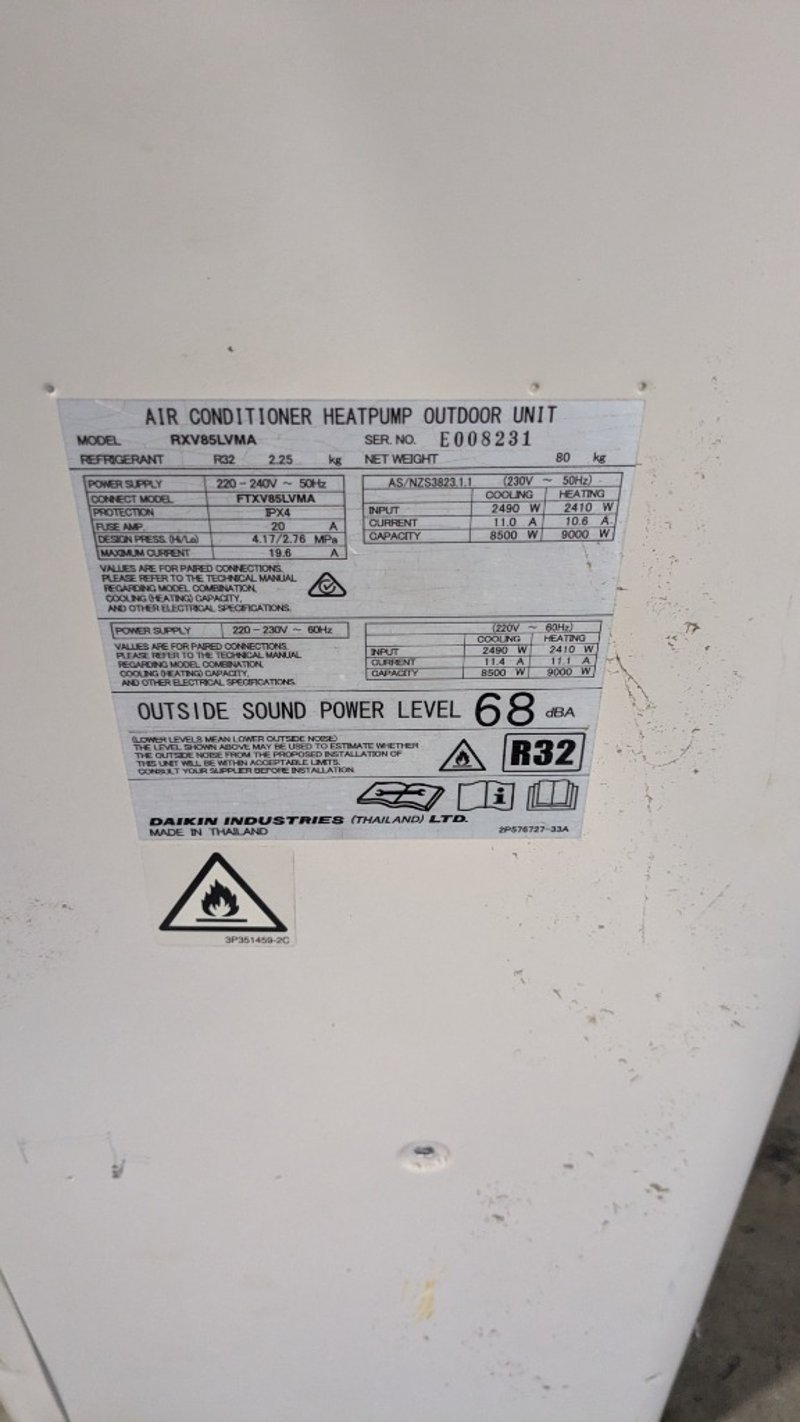 AIR CONDITIONER HEATPUMP OUTDOOR UNIT
MODEL RXV85LVMA SER. NO. E008231
REFRIGERANT R32 2.25 kg NET WEIGHT 80 kg
POWER SUPPLY 220-240V ~ 50Hz
CONNECT MODEL FTXV85LVMA
PROTECTION IPX4
FUSE AMP. 20 A
DESIGN PRESS. (Hi/Lo) 4.17/2.76 MPa
MAXIMUM CURRENT 19.6 A
AS/NZS3823.1.1 (230V ~ 50Hz)
COOLING HEATING
INPUT 2490 W 2410 W
CURRENT 11.0 A 10.6 A
CAPACITY 8500 W 9000 W
VALUES ARE FOR PAIRED CONNECTIONS.
PLEASE REFER TO THE TECHNICAL MANUAL
REGARDING MODEL COMBINATION,
COOLING (HEATING) CAPACITY,
AND OTHER ELECTRICAL SPECIFICATIONS.
POWER SUPPLY 220-230V ~ 60Hz
VALUES ARE FOR PAIRED CONNECTIONS.
PLEASE REFER TO THE TECHNICAL MANUAL
REGARDING MODEL COMBINATION,
COOLING (HEATING) CAPACITY,
AND OTHER ELECTRICAL SPECIFICATIONS.
(220V ~ 60Hz)
COOLING HEATING
INPUT 2490 W 2410 W
CURRENT 11.4 A 11.1 A
CAPACITY 8500 W 9000 W
OUTSIDE SOUND POWER LEVEL 68 dBA
(LOWER LEVELS MEAN LOWER OUTSIDE NOISE)
THE LEVEL SHOWN ABOVE MAY BE USED TO ESTIMATE WHETHER
THE OUTSIDE NOISE FROM THE PROPOSED INSTALLATION OF
THIS UNIT WILL BE WITHIN ACCEPTABLE LIMITS.
CONSULT YOUR SUPPLIER BEFORE INSTALLATION.
R32
DAIKIN INDUSTRIES (THAILAND) LTD.
MADE IN THAILAND 2P576727-33A
3P351459-2C